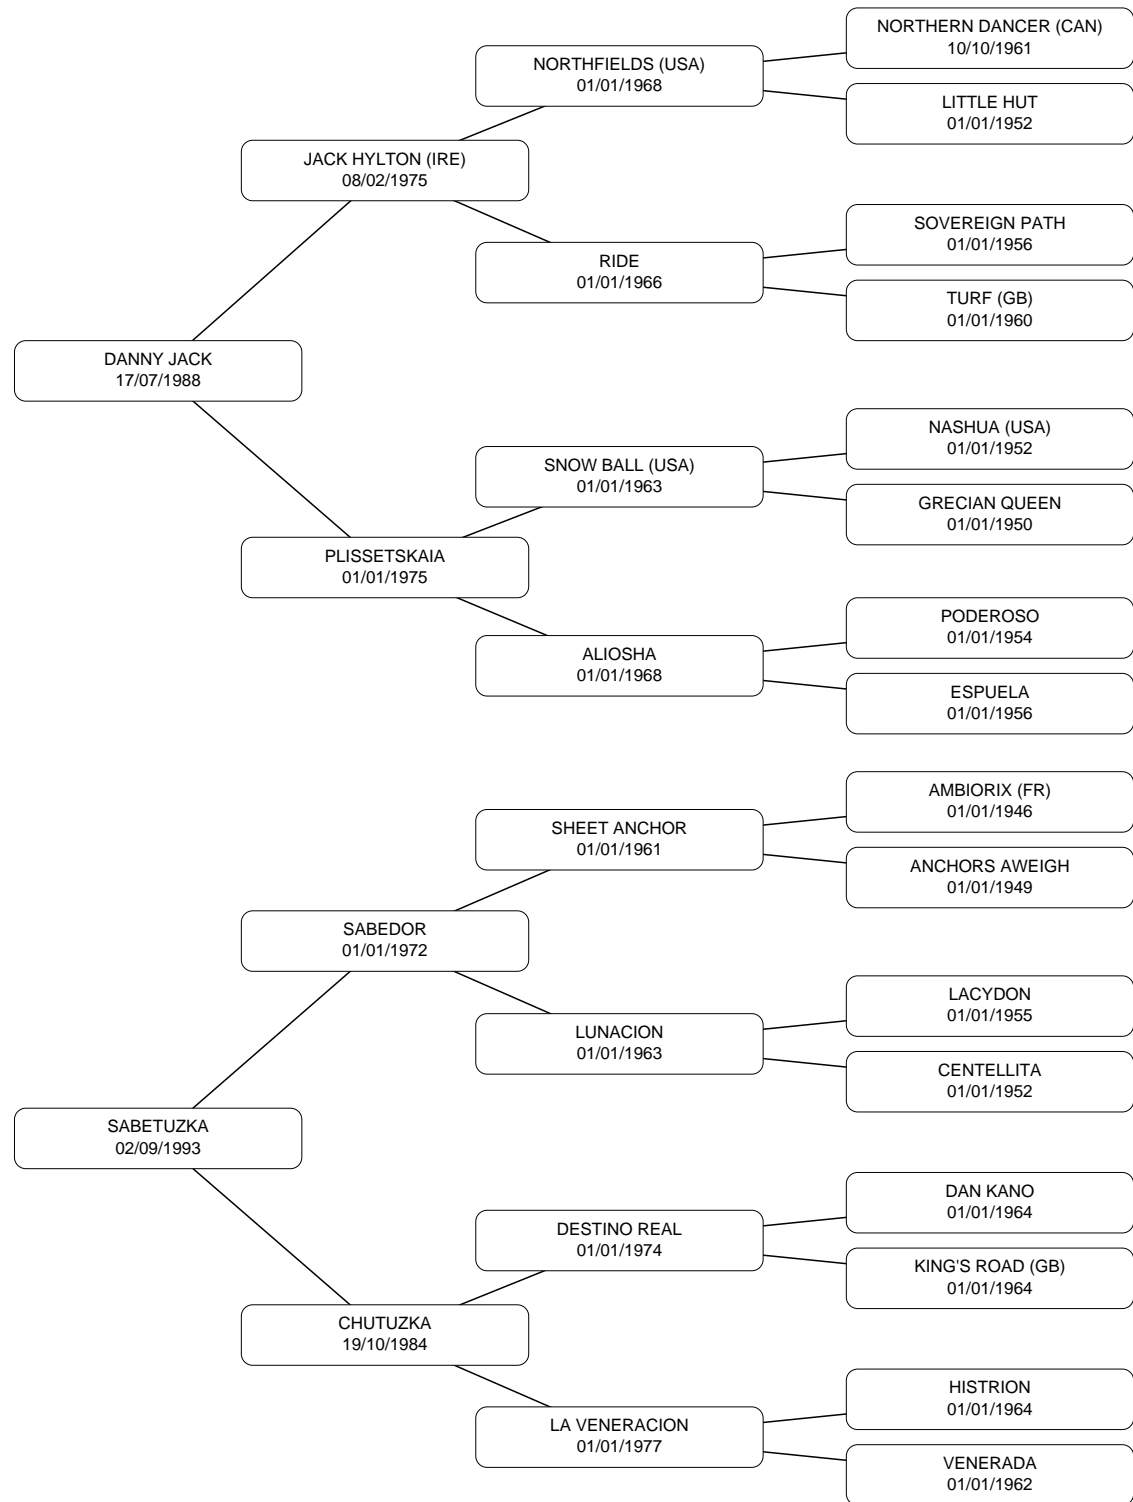 NORTHERN DANCER (CAN)
10/10/1961
NORTHFIELDS (USA)
01/01/1968
LITTLE HUT
01/01/1952
JACK HYLTON (IRE)
08/02/1975
SOVEREIGN PATH
01/01/1956
RIDE
01/01/1966
TURF (GB)
01/01/1960
DANNY JACK
17/07/1988
NASHUA (USA)
01/01/1952
SNOW BALL (USA)
01/01/1963
GRECIAN QUEEN
01/01/1950
PLISSETSKAIA
01/01/1975
PODEROSO
01/01/1954
ALIOSHA
01/01/1968
ESPUELA
01/01/1956
AMBIORIX (FR)
01/01/1946
SHEET ANCHOR
01/01/1961
ANCHORS AWEIGH
01/01/1949
SABEDOR
01/01/1972
LACYDON
01/01/1955
LUNACION
01/01/1963
CENTELLITA
01/01/1952
SABETUZKA
02/09/1993
DAN KANO
01/01/1964
DESTINO REAL
01/01/1974
KING'S ROAD (GB)
01/01/1964
CHUTUZKA
19/10/1984
HISTRION
01/01/1964
LA VENERACION
01/01/1977
VENERADA
01/01/1962